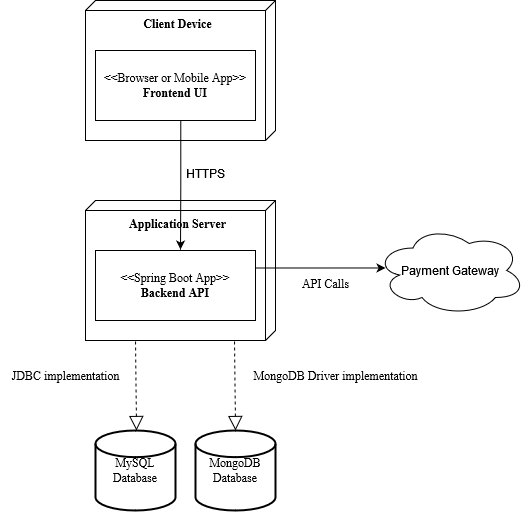 Client Device
<<Browser or Mobile App>>
Frontend UI
HTTPS
Application Server
<<Spring Boot App>>
Backend API
API Calls
Payment Gateway
JDBC implementation
MongoDB Driver implementation
MySQL
Database
MongoDB
Database